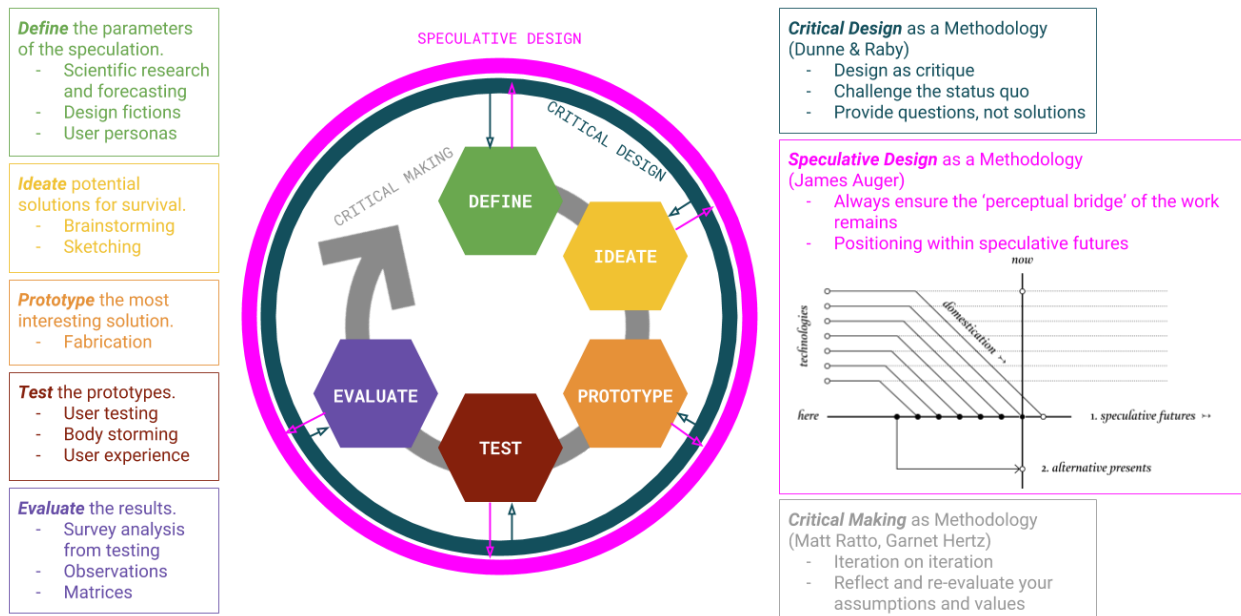 Define the parameters
of the speculation.
- Scientific research
and forecasting
- Design fictions
- User personas
Ideate potential
solutions for survival.
- Brainstorming
- Sketching
Prototype the most
interesting solution.
- Fabrication
Test the prototypes.
- User testing
- Body storming
- User experience
Evaluate the results.
- Survey analysis
from testing
- Observations
- Matrices
SPECULATIVE DESIGN
CRITICAL DESIGN
CRITICAL MAKING
DEFINE
IDEATE
PROTOTYPE
TEST
EVALUATE
Critical Design as a Methodology
(Dunne & Raby)
- Design as critique
- Challenge the status quo
- Provide questions, not solutions
Speculative Design as a Methodology
(James Auger)
- Always ensure the ‘perceptual bridge’ of the work
remains
- Positioning within speculative futures
now
technologies
domestication ↣
here
1. speculative futures ↣
2. alternative presents
Critical Making as Methodology
(Matt Ratto, Garnet Hertz)
- Iteration on iteration
- Reflect and re-evaluate your
assumptions and values